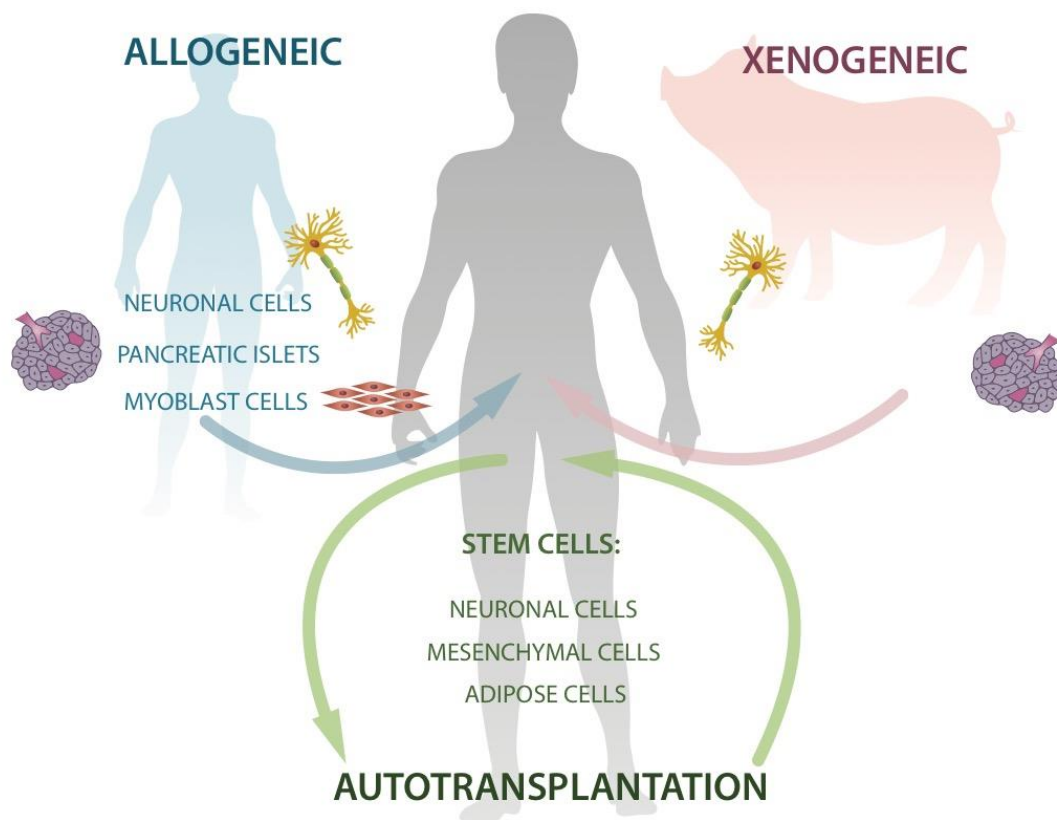 ALLOGENEIC
XENOGENEIC
NEURONAL CELLS
PANCREATIC ISLETS
MYOBLAST CELLS
STEM CELLS:
NEURONAL CELLS
MESENCHYMAL CELLS
ADIPOSE CELLS
AUTOTRANSPLANTATION